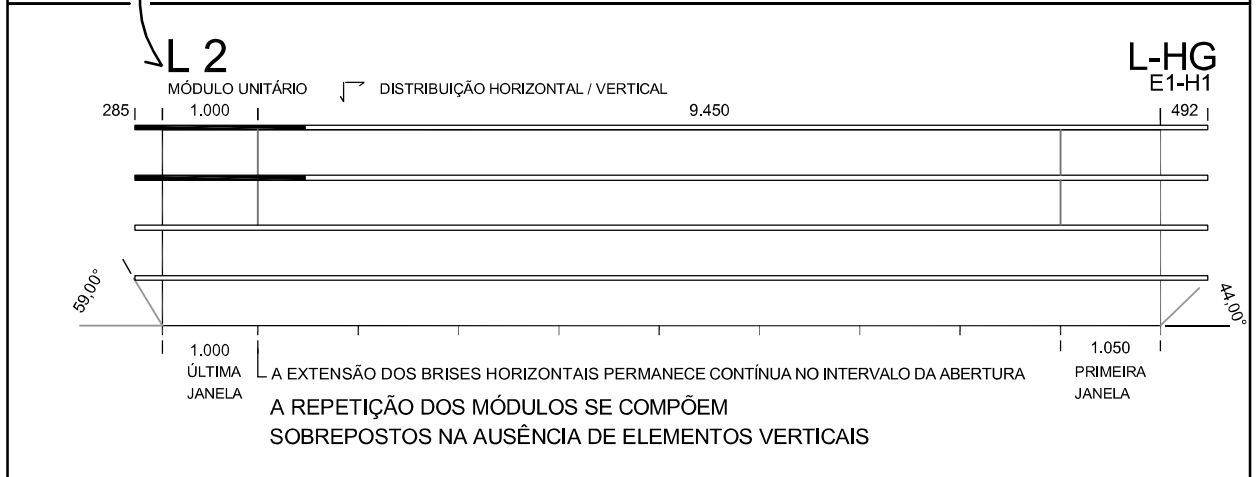 L 2
L-HG
E1-H1
MÓDULO UNITÁRIO
DISTRIBUIÇÃO HORIZONTAL / VERTICAL
285
1.000
9.450
492
59,00°
44,00°
1.000
ÚLTIMA
JANELA
A EXTENSÃO DOS BRISES HORIZONTAIS PERMANECE CONTÍNUA NO INTERVALO DA ABERTURA
1.050
PRIMEIRA
JANELA
A REPETIÇÃO DOS MÓDULOS SE COMPÕEM
SOBREPOSTOS NA AUSÊNCIA DE ELEMENTOS VERTICAIS